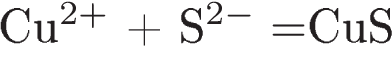 Cu²⁺ + S²⁻ =CuS